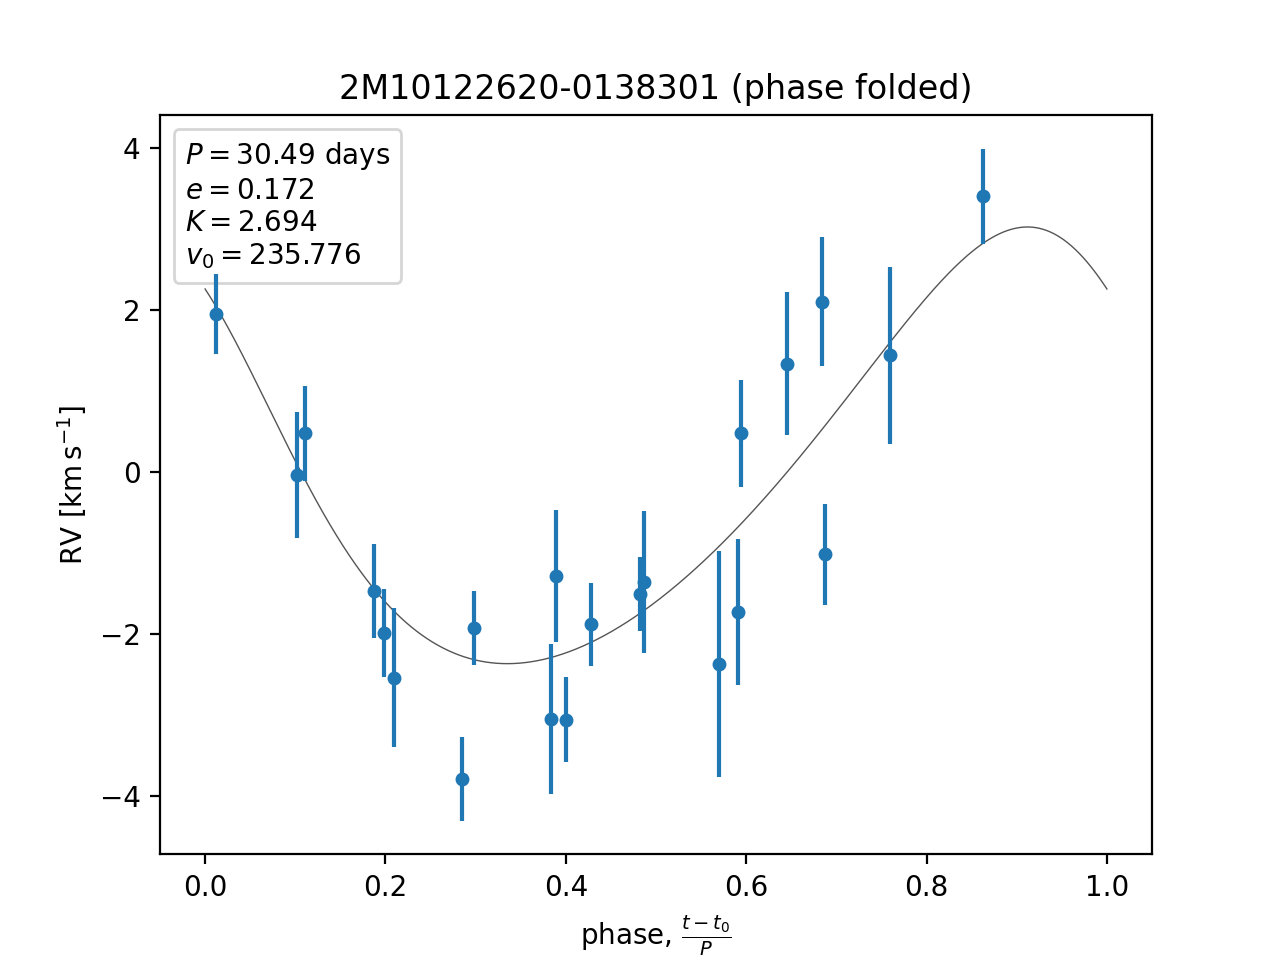 2M10122620-0138301 (phase folded)
P = 30.49 days
e = 0.172
K = 2.694
v₀ = 235.776
4
2
0
−2
−4
RV [km s⁻¹]
0.0 0.2 0.4 0.6 0.8 1.0
phase, (t − t₀)/P